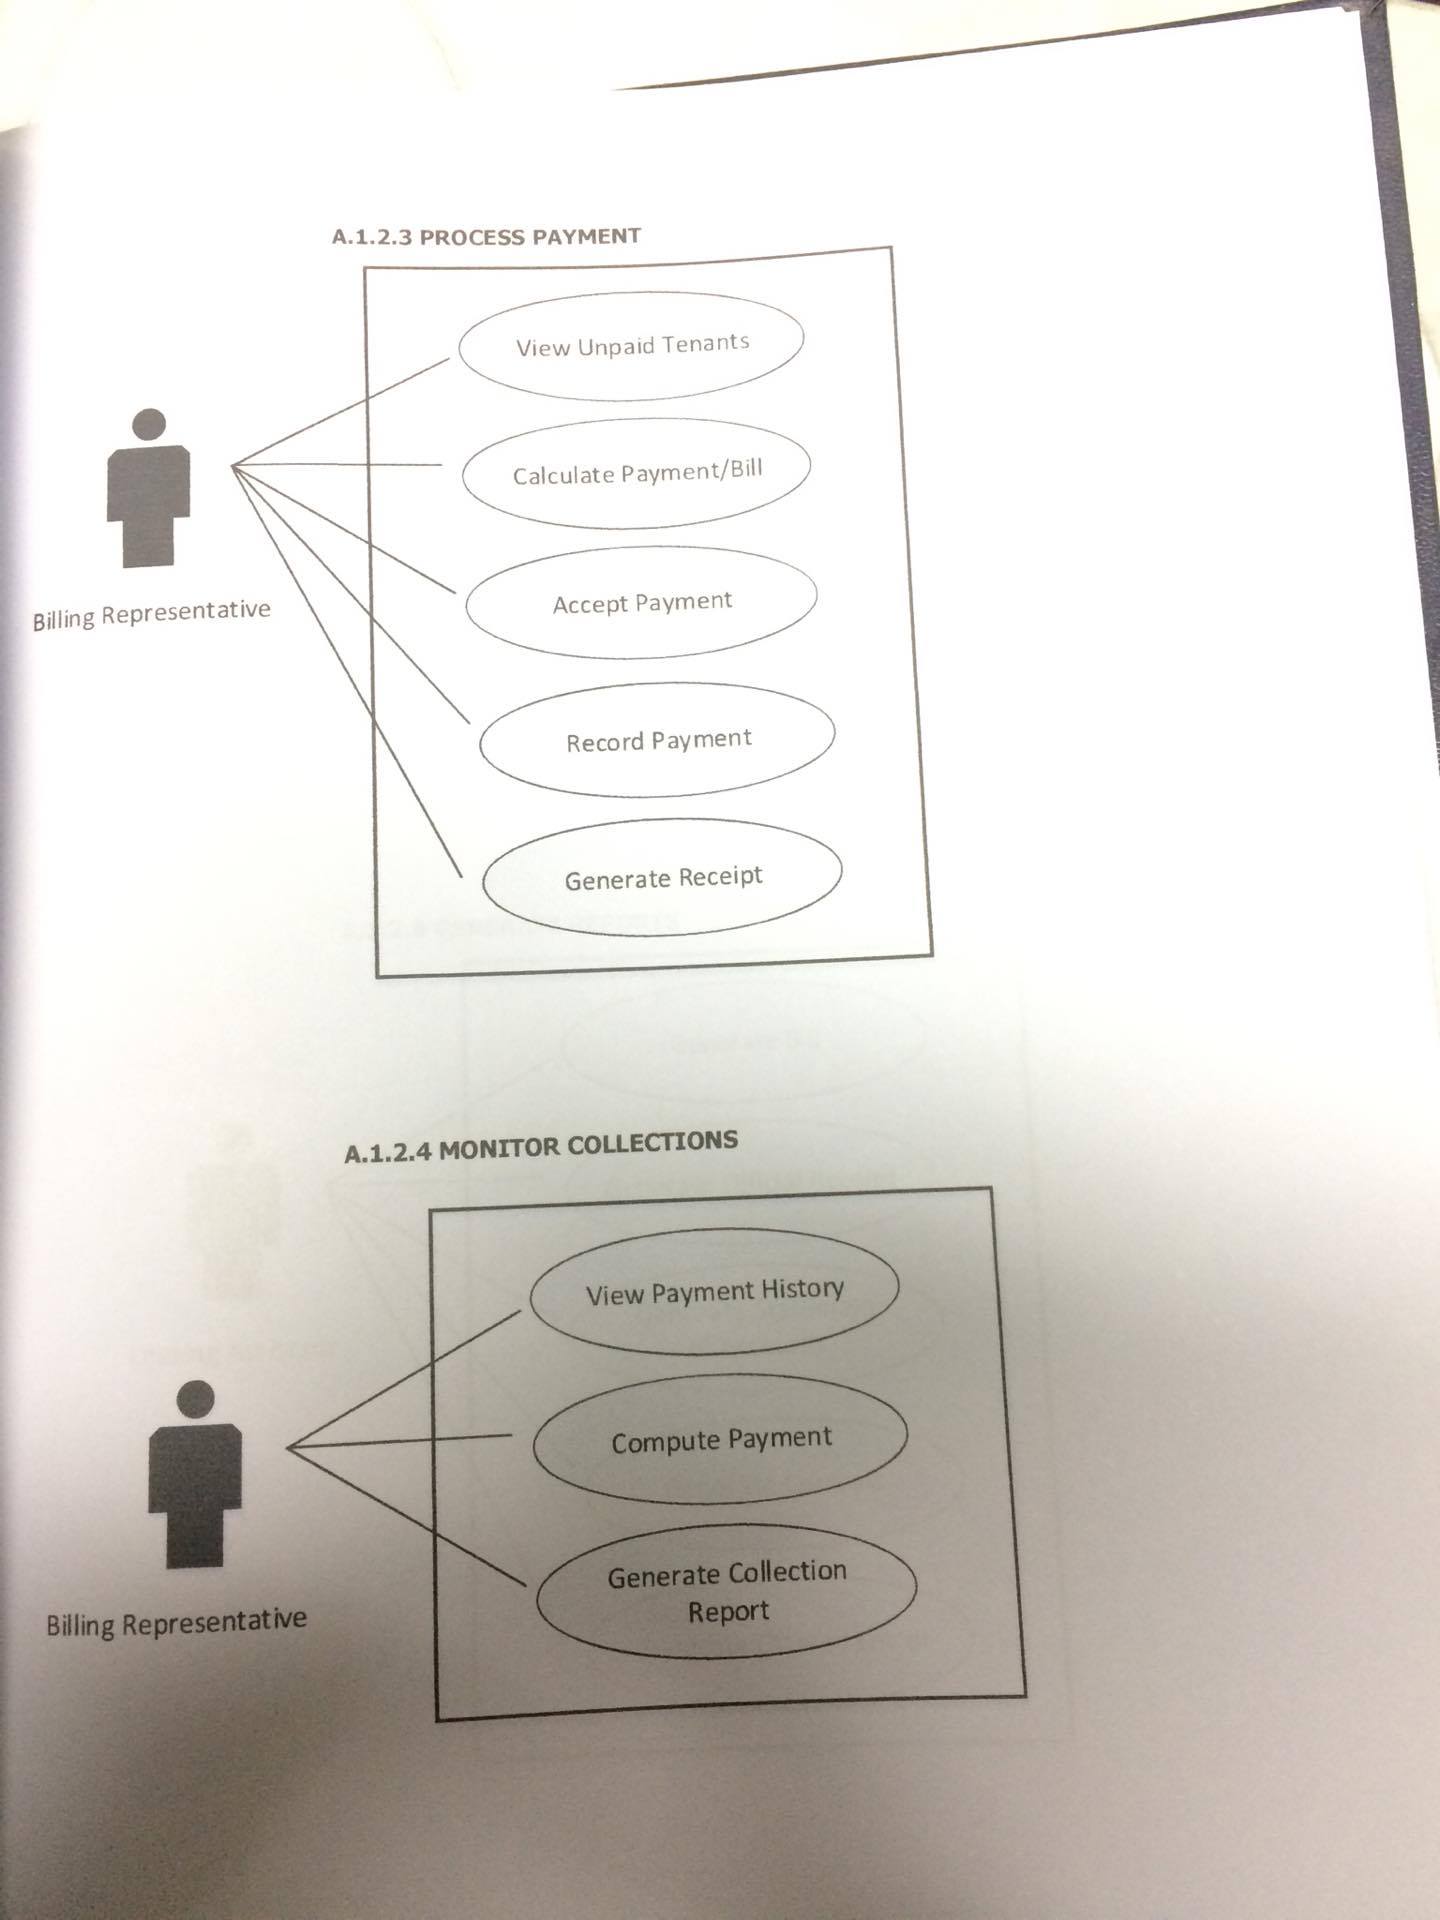 A.1.2.3 PROCESS PAYMENT
View Unpaid Tenants
Calculate Payment/Bill
Accept Payment
Record Payment
Generate Receipt
Billing Representative
A.1.2.4 MONITOR COLLECTIONS
View Payment History
Compute Payment
Generate Collection
Report
Billing Representative